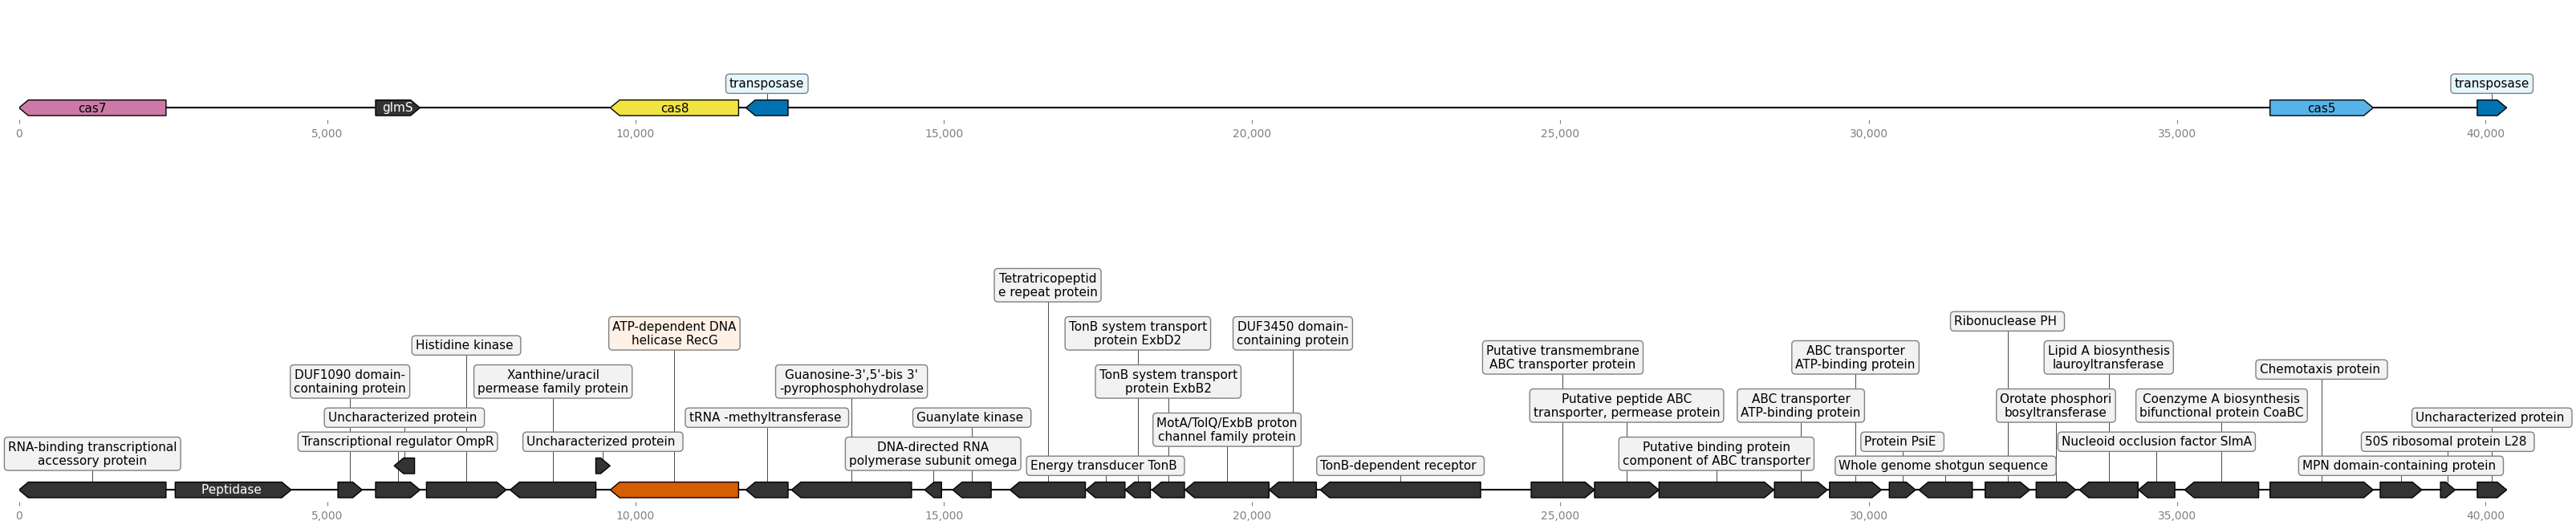 transposase
transposase
cas7
glmS
cas8
cas5
0
5,000
10,000
15,000
20,000
25,000
30,000
35,000
40,000
Tetratricopeptid
e repeat protein
Ribonuclease PH
ATP-dependent DNA
helicase RecG
TonB system transport
protein ExbD2
DUF3450 domain-
containing protein
Histidine kinase
Putative transmembrane
ABC transporter protein
ABC transporter
ATP-binding protein
Lipid A biosynthesis
lauroyltransferase
Chemotaxis protein
DUF1090 domain-
containing protein
Xanthine/uracil
permease family protein
Guanosine-3',5'-bis 3'
-pyrophosphohydrolase
TonB system transport
protein ExbB2
Putative peptide ABC
transporter, permease protein
ABC transporter
ATP-binding protein
Orotate phosphori
bosyltransferase
Coenzyme A biosynthesis
bifunctional protein CoaBC
Uncharacterized protein
tRNA -methyltransferase
Guanylate kinase
MotA/TolQ/ExbB proton
channel family protein
Uncharacterized protein
RNA-binding transcriptional
accessory protein
Transcriptional regulator OmpR
Uncharacterized protein
DNA-directed RNA
polymerase subunit omega
Putative binding protein
component of ABC transporter
Protein PsiE
Nucleoid occlusion factor SlmA
50S ribosomal protein L28
Energy transducer TonB
TonB-dependent receptor
Whole genome shotgun sequence
MPN domain-containing protein
Peptidase
0
5,000
10,000
15,000
20,000
25,000
30,000
35,000
40,000